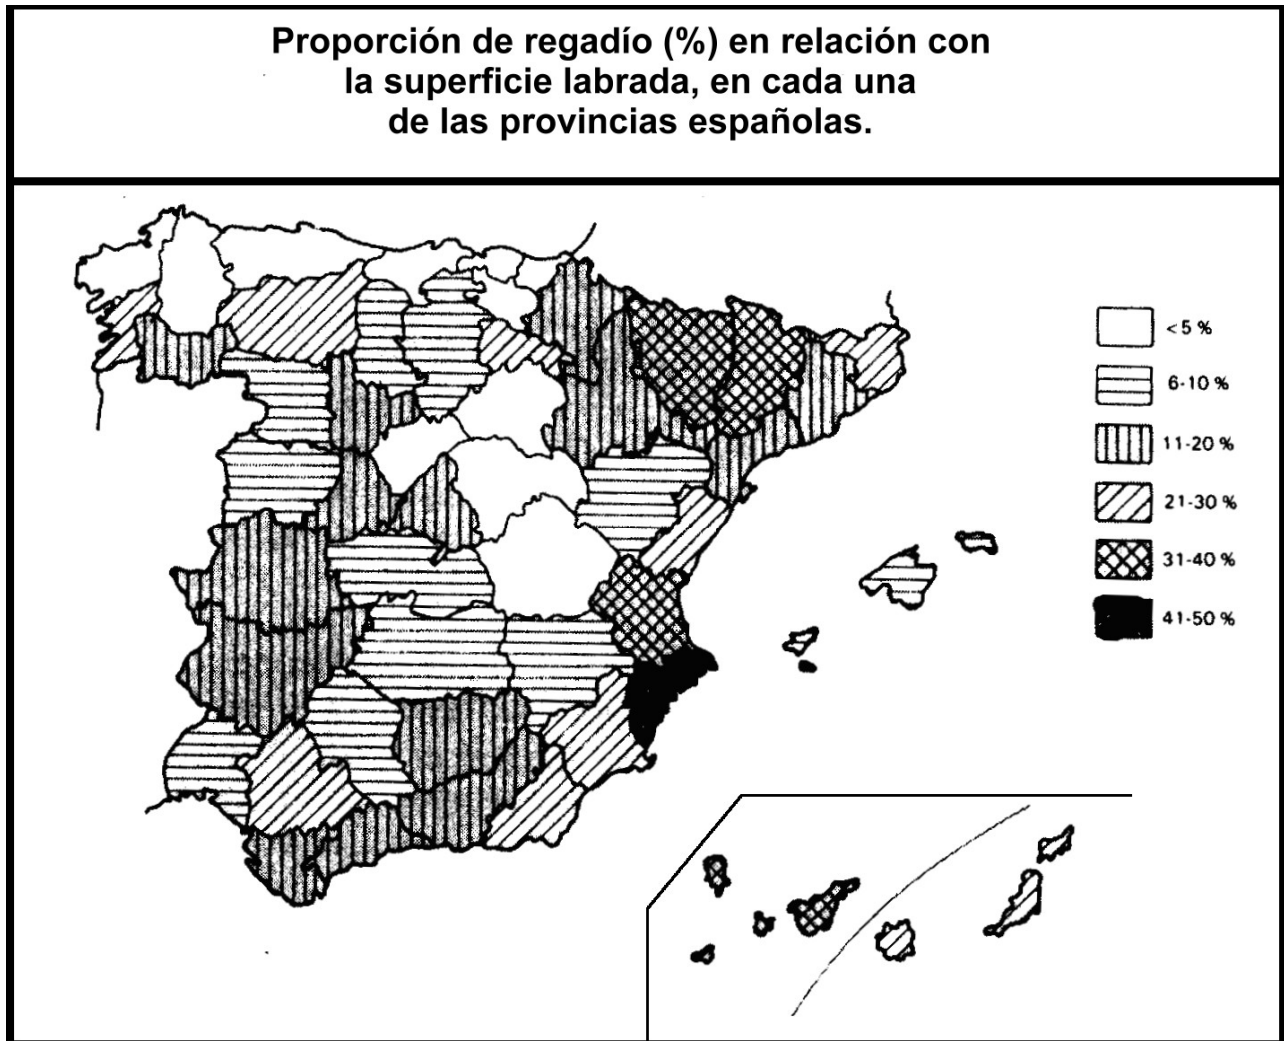 Proporción de regadío (%) en relación con
la superficie labrada, en cada una
de las provincias españolas.
<5 %
6-10 %
11-20 %
21-30 %
31-40 %
41-50 %